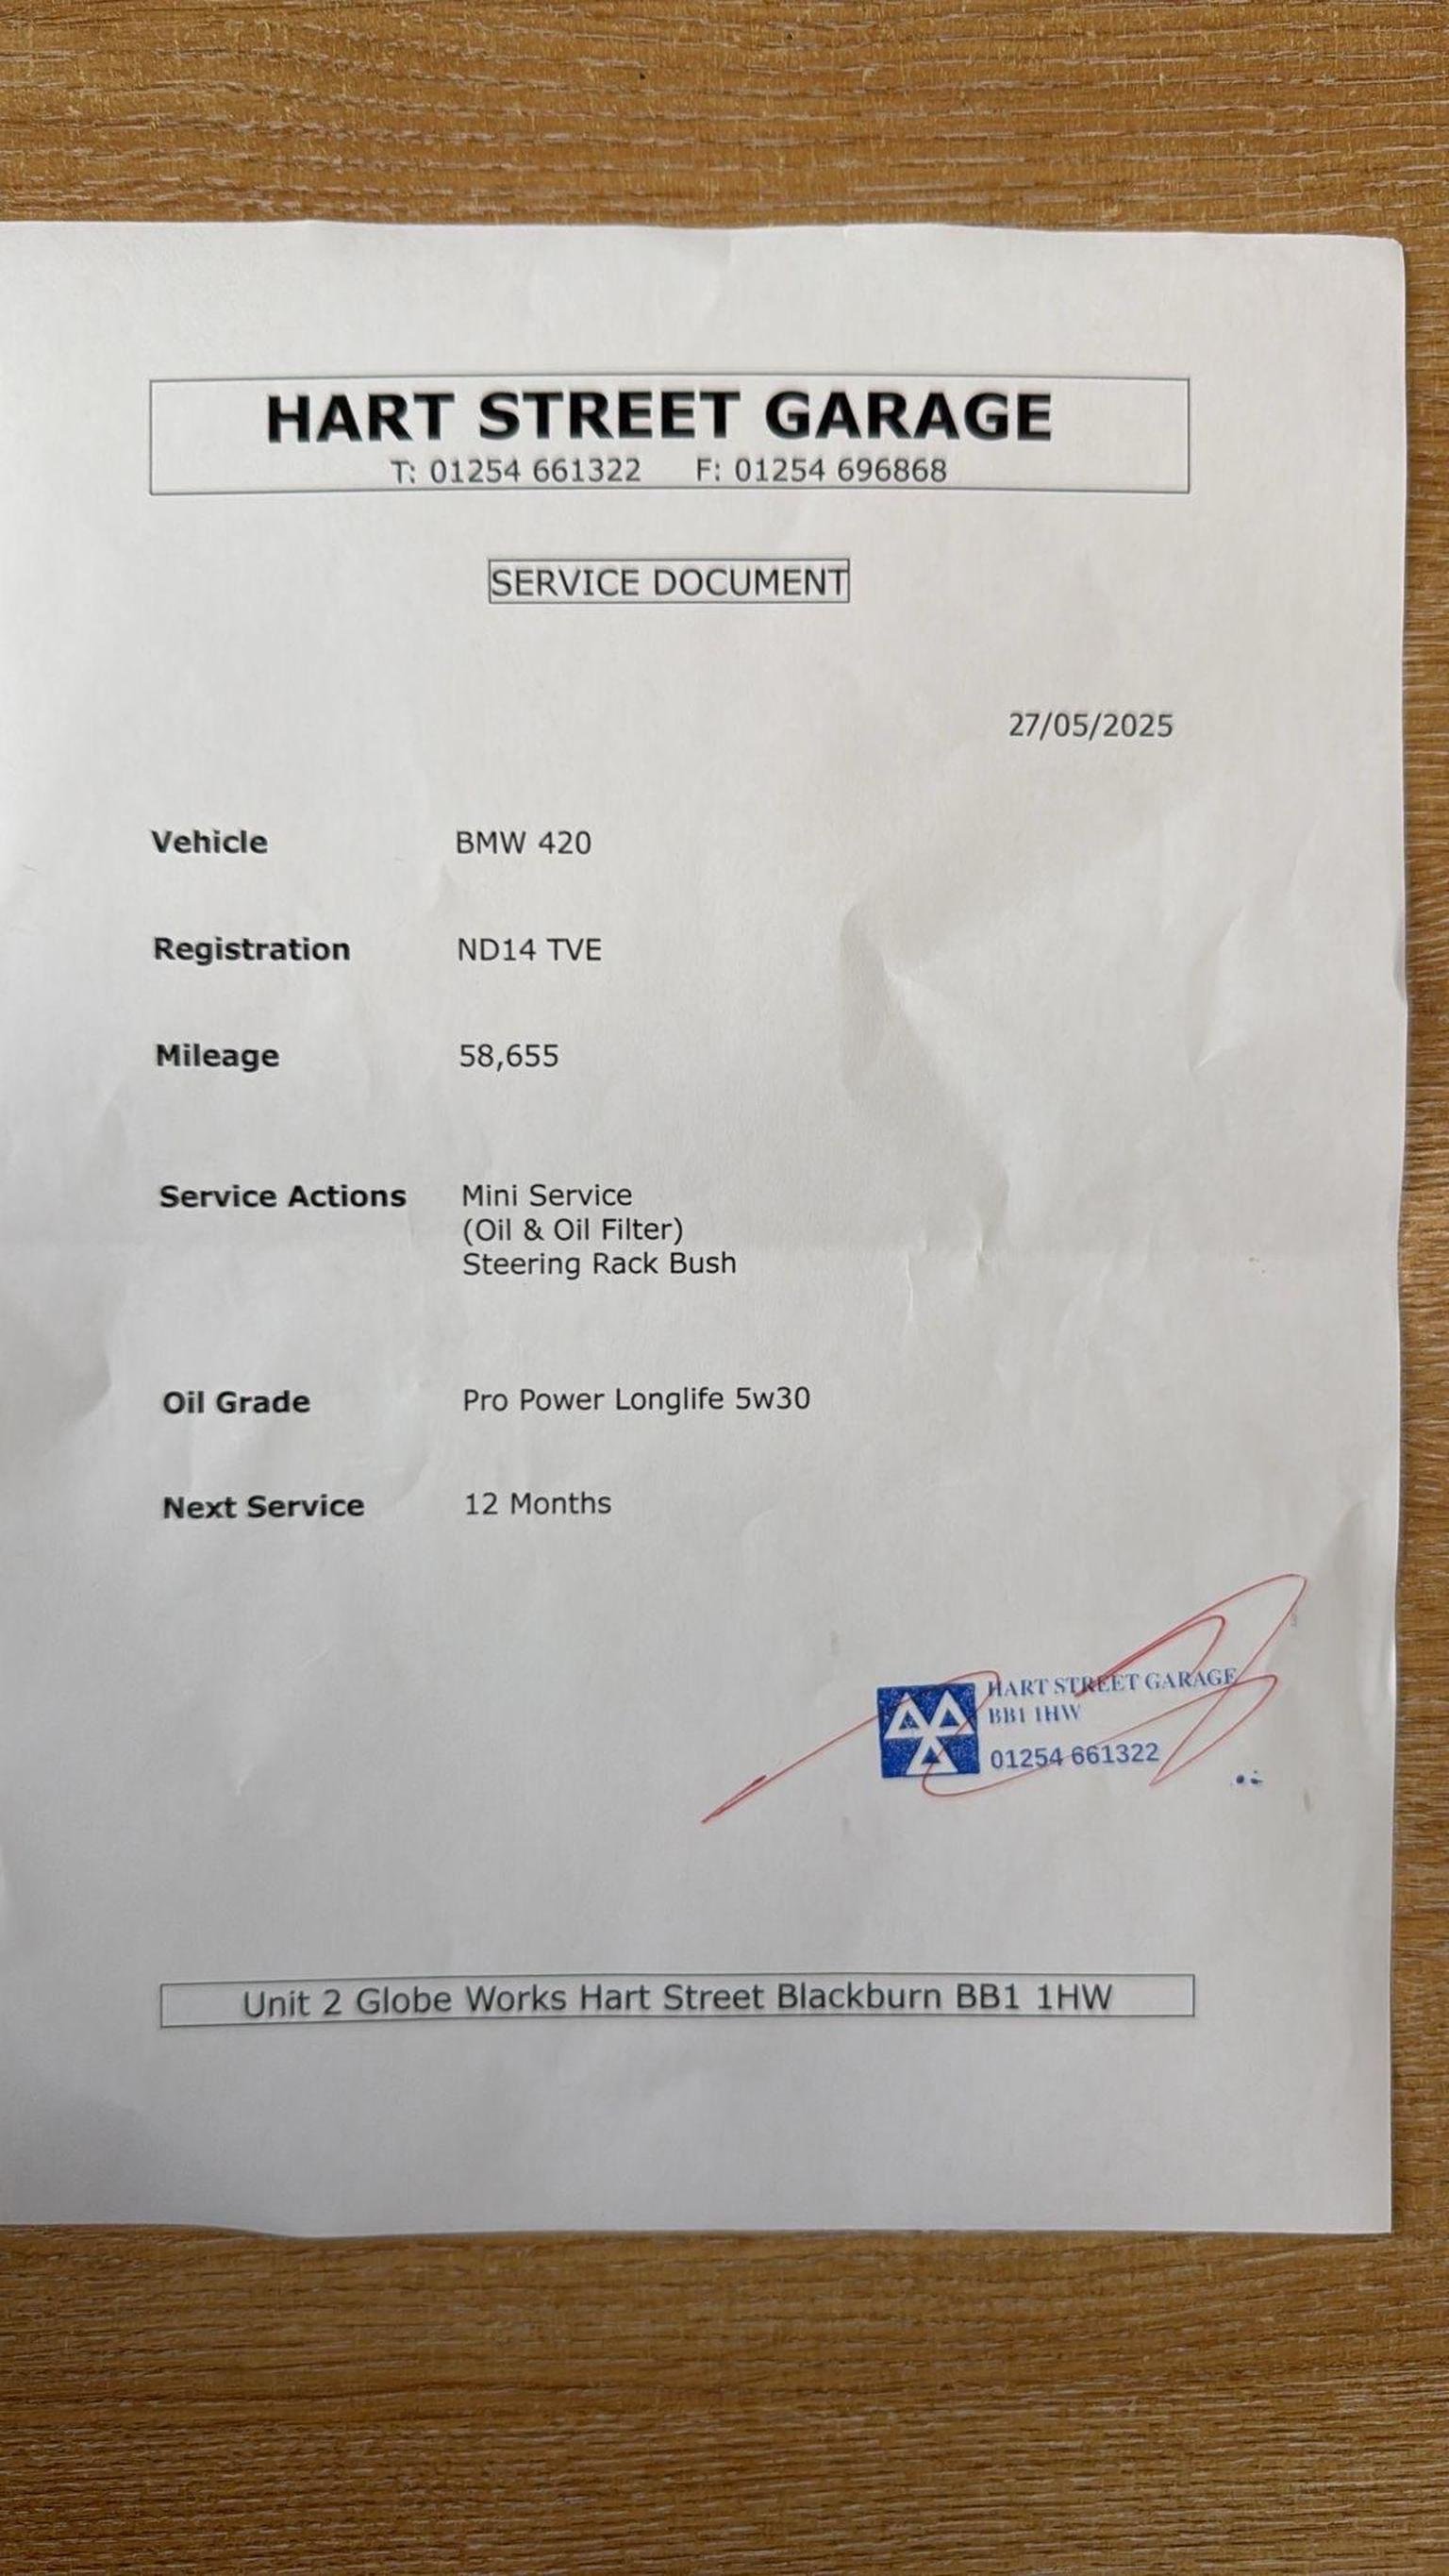 HART STREET GARAGE
T: 01254 661322 F: 01254 696868
SERVICE DOCUMENT
27/05/2025
Vehicle BMW 420
Registration ND14 TVE
Mileage 58,655
Service Actions Mini Service
(Oil & Oil Filter)
Steering Rack Bush
Oil Grade Pro Power Longlife 5w30
Next Service 12 Months
HART STREET GARAGE
BB1 1HW
01254 661322
Unit 2 Globe Works Hart Street Blackburn BB1 1HW